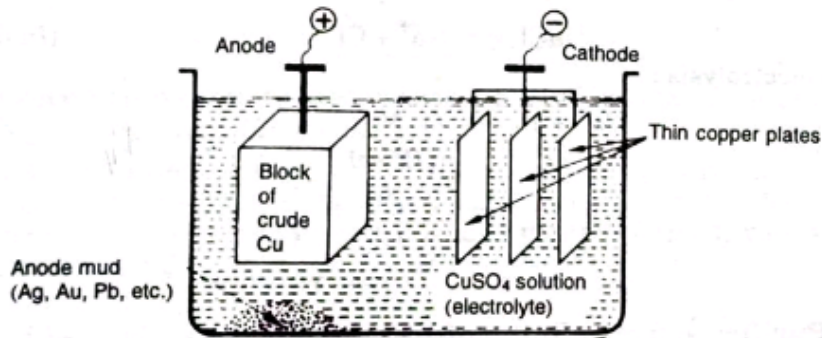 +
−
Anode
Cathode
Thin copper plates
Block
of
crude
Cu
Anode mud
(Ag, Au, Pb, etc.)
CuSO₄ solution
(electrolyte)